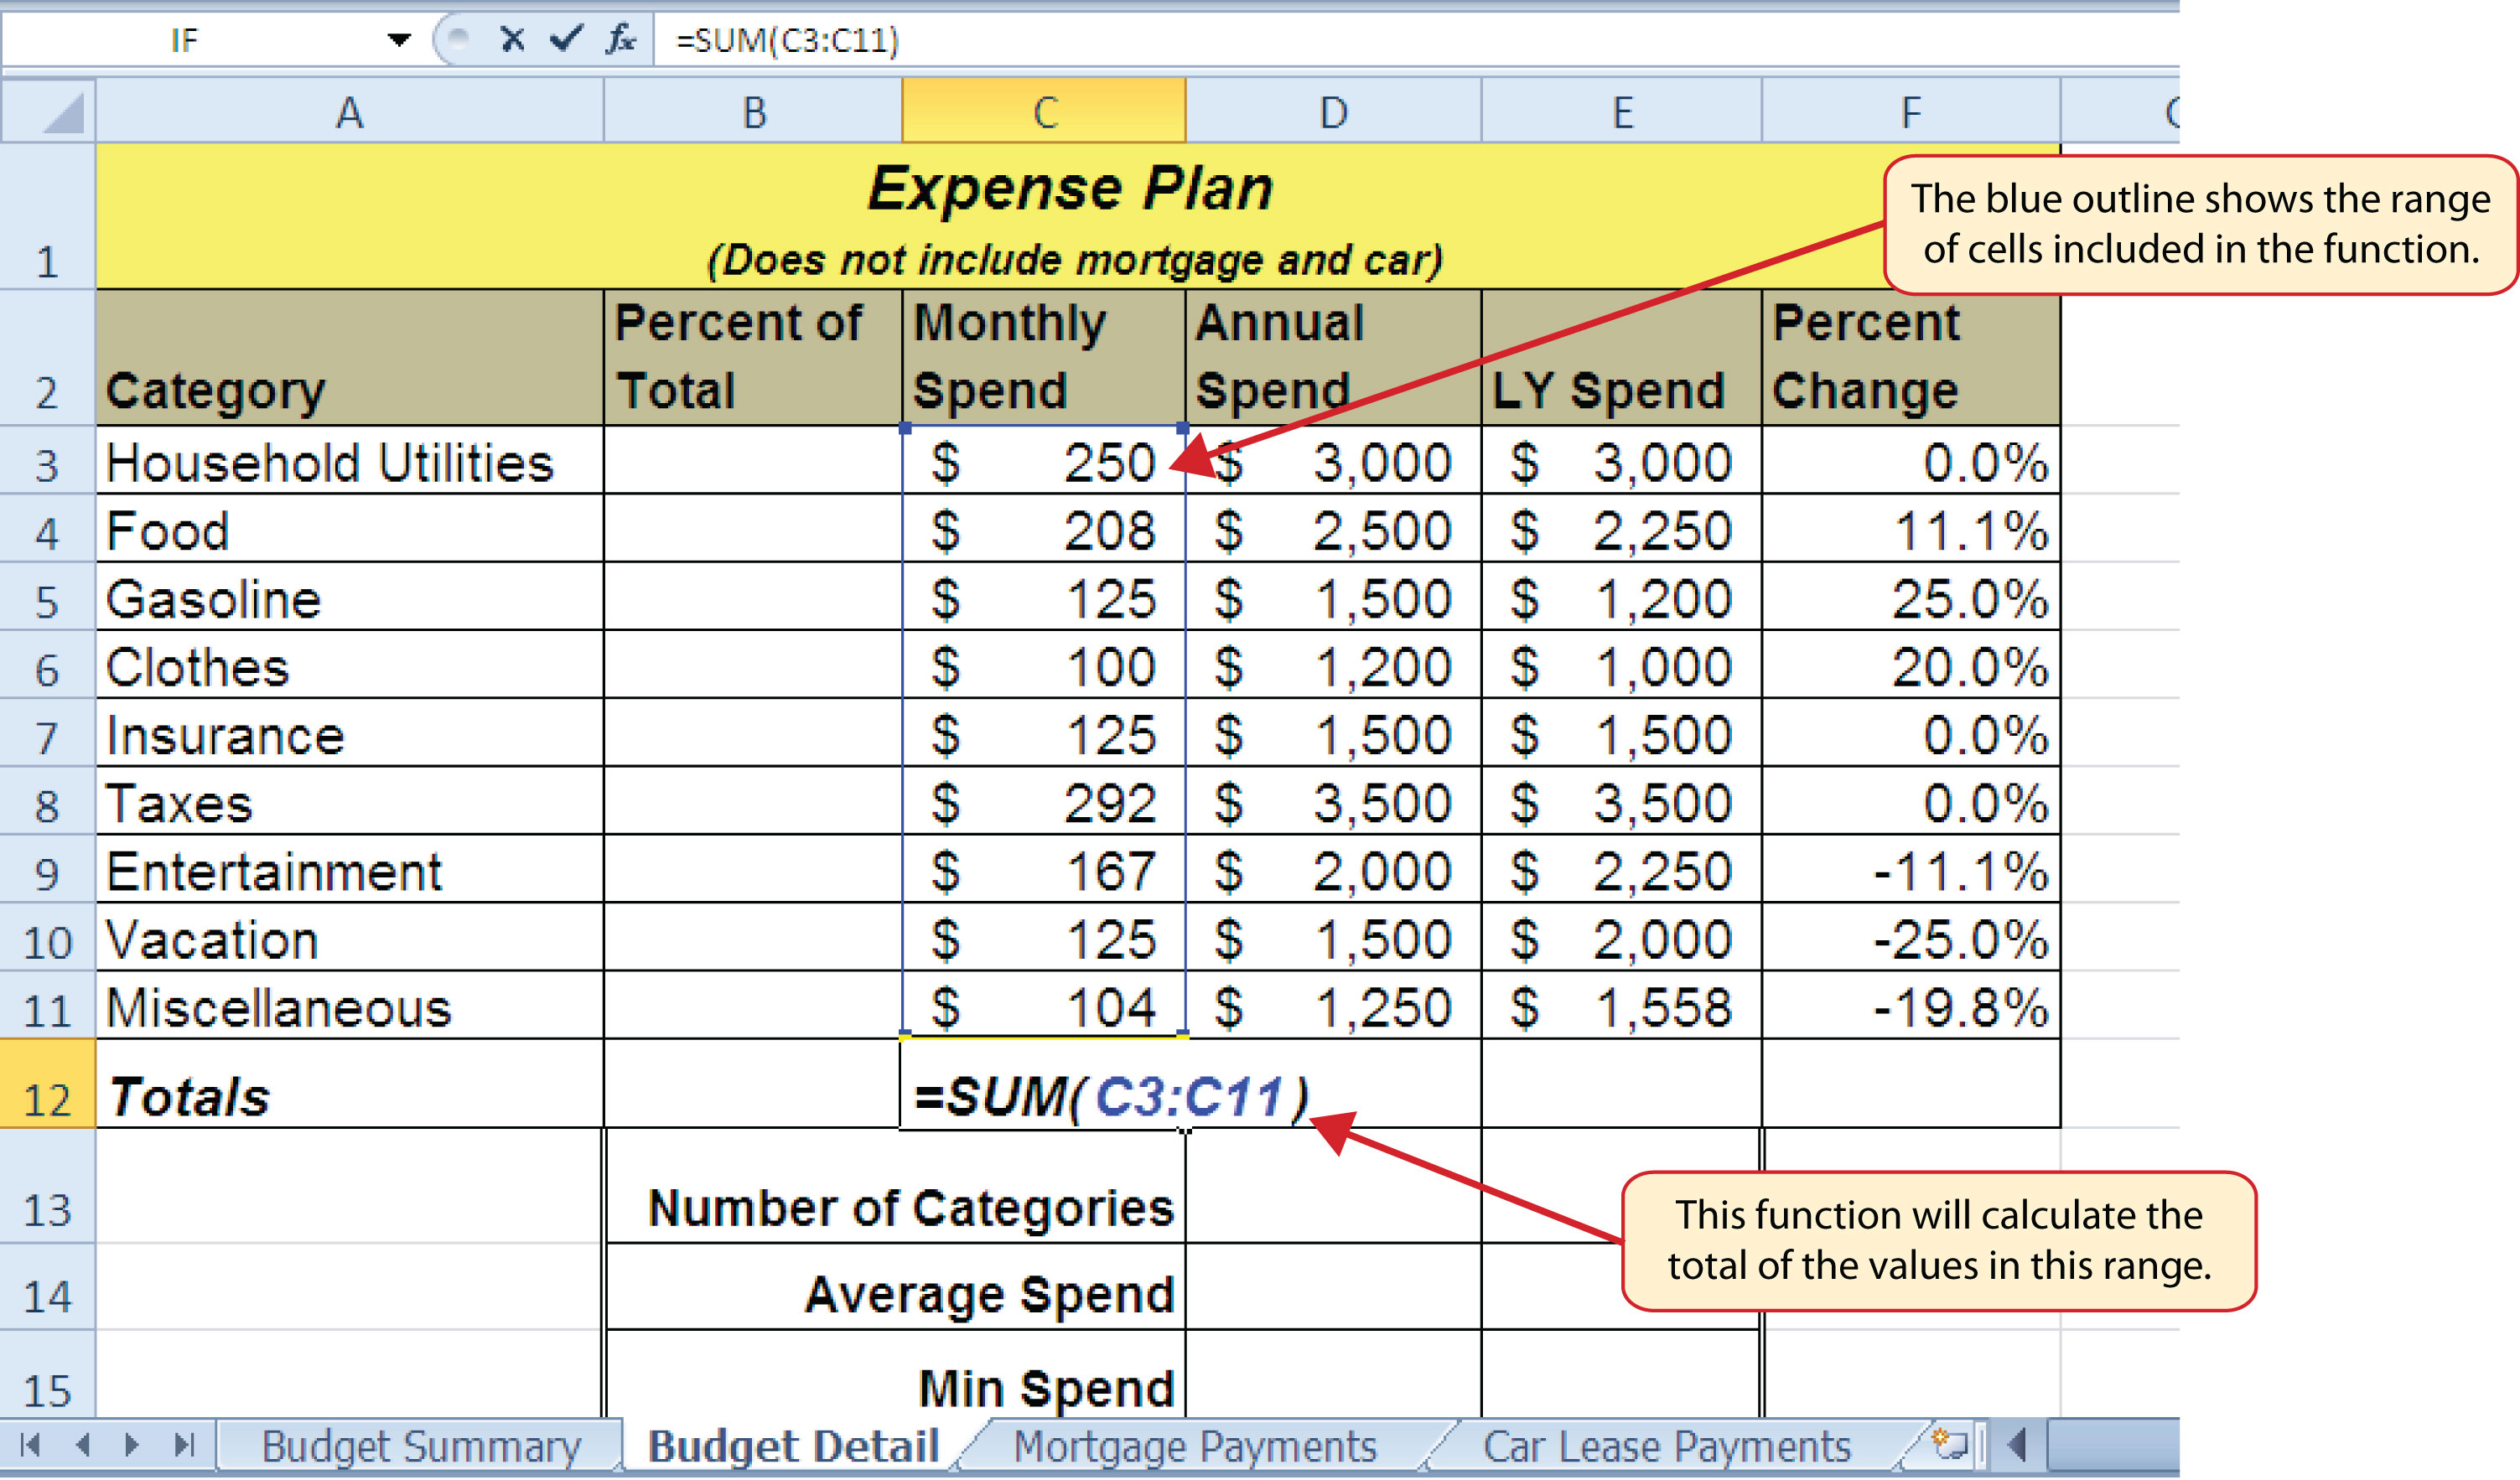 IF =SUM(C3:C11)
A B C D E F
Expense Plan
1 (Does not include mortgage and car)
The blue outline shows the range
of cells included in the function.
Percent of Monthly Annual Percent
2 Category Total Spend Spend LY Spend Change
3 Household Utilities $ 250 $ 3,000 $ 3,000 0.0%
4 Food $ 208 $ 2,500 $ 2,250 11.1%
5 Gasoline $ 125 $ 1,500 $ 1,200 25.0%
6 Clothes $ 100 $ 1,200 $ 1,000 20.0%
7 Insurance $ 125 $ 1,500 $ 1,500 0.0%
8 Taxes $ 292 $ 3,500 $ 3,500 0.0%
9 Entertainment $ 167 $ 2,000 $ 2,250 -11.1%
10 Vacation $ 125 $ 1,500 $ 2,000 -25.0%
11 Miscellaneous $ 104 $ 1,250 $ 1,558 -19.8%
12 Totals =SUM(C3:C11)
13 Number of Categories
This function will calculate the
total of the values in this range.
14 Average Spend
15 Min Spend
Budget Summary Budget Detail Mortgage Payments Car Lease Payments